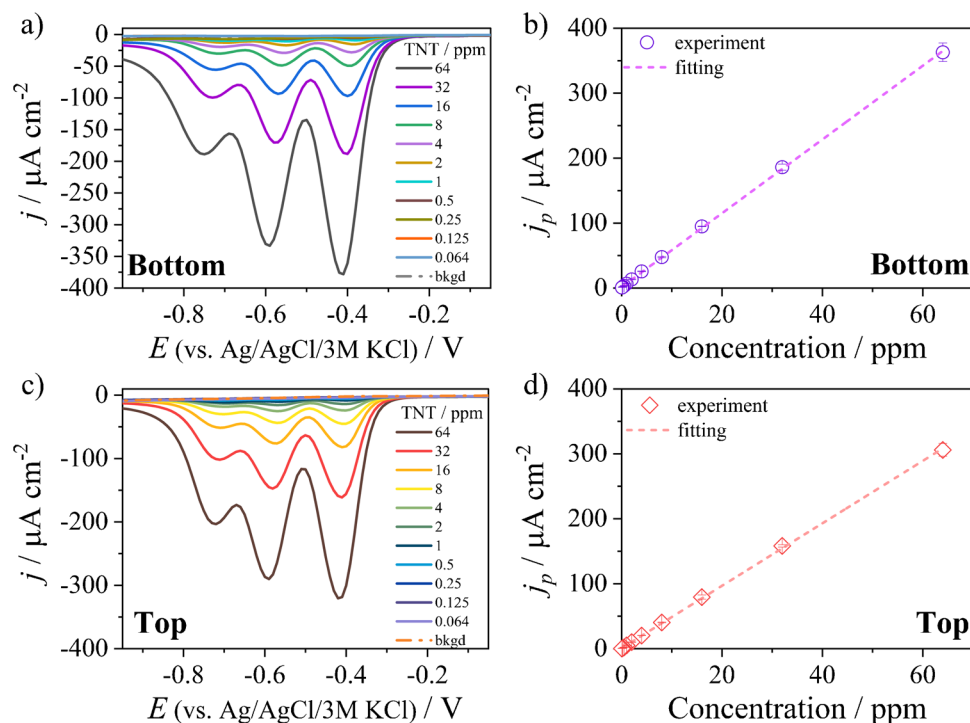 a)
0
-50
-100
-150
-200
-250
-300
-350
-400
j / μA cm-2
TNT / ppm
64
32
16
8
4
2
1
0.5
0.25
0.125
0.064
bkgd
Bottom
-0.8 -0.6 -0.4 -0.2
E (vs. Ag/AgCl/3M KCl) / V
b)
400
300
200
100
0
jp / μA cm-2
experiment
fitting
Bottom
0 20 40 60
Concentration / ppm
c)
0
-100
-200
-300
-400
j / μA cm-2
TNT / ppm
64
32
16
8
4
2
1
0.5
0.25
0.125
0.064
bkgd
Top
-0.8 -0.6 -0.4 -0.2
E (vs. Ag/AgCl/3M KCl) / V
d)
400
300
200
100
0
jp / μA cm-2
experiment
fitting
Top
0 20 40 60
Concentration / ppm